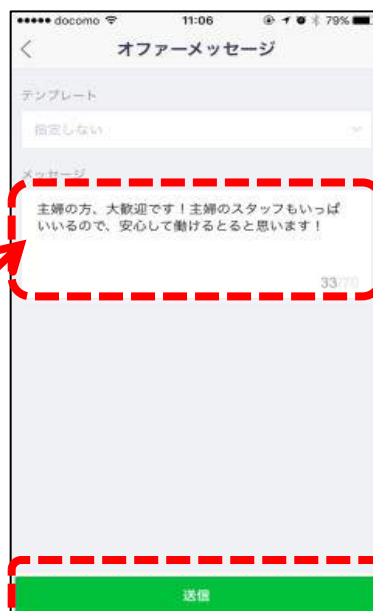 docomo 11:06 79%
オファーメッセージ
テンプレート
指定しない
メッセージ
主婦の方、大歓迎です！主婦のスタッフもいっぱ
いいるので、安心して働けるとると思います！
33/70
送信